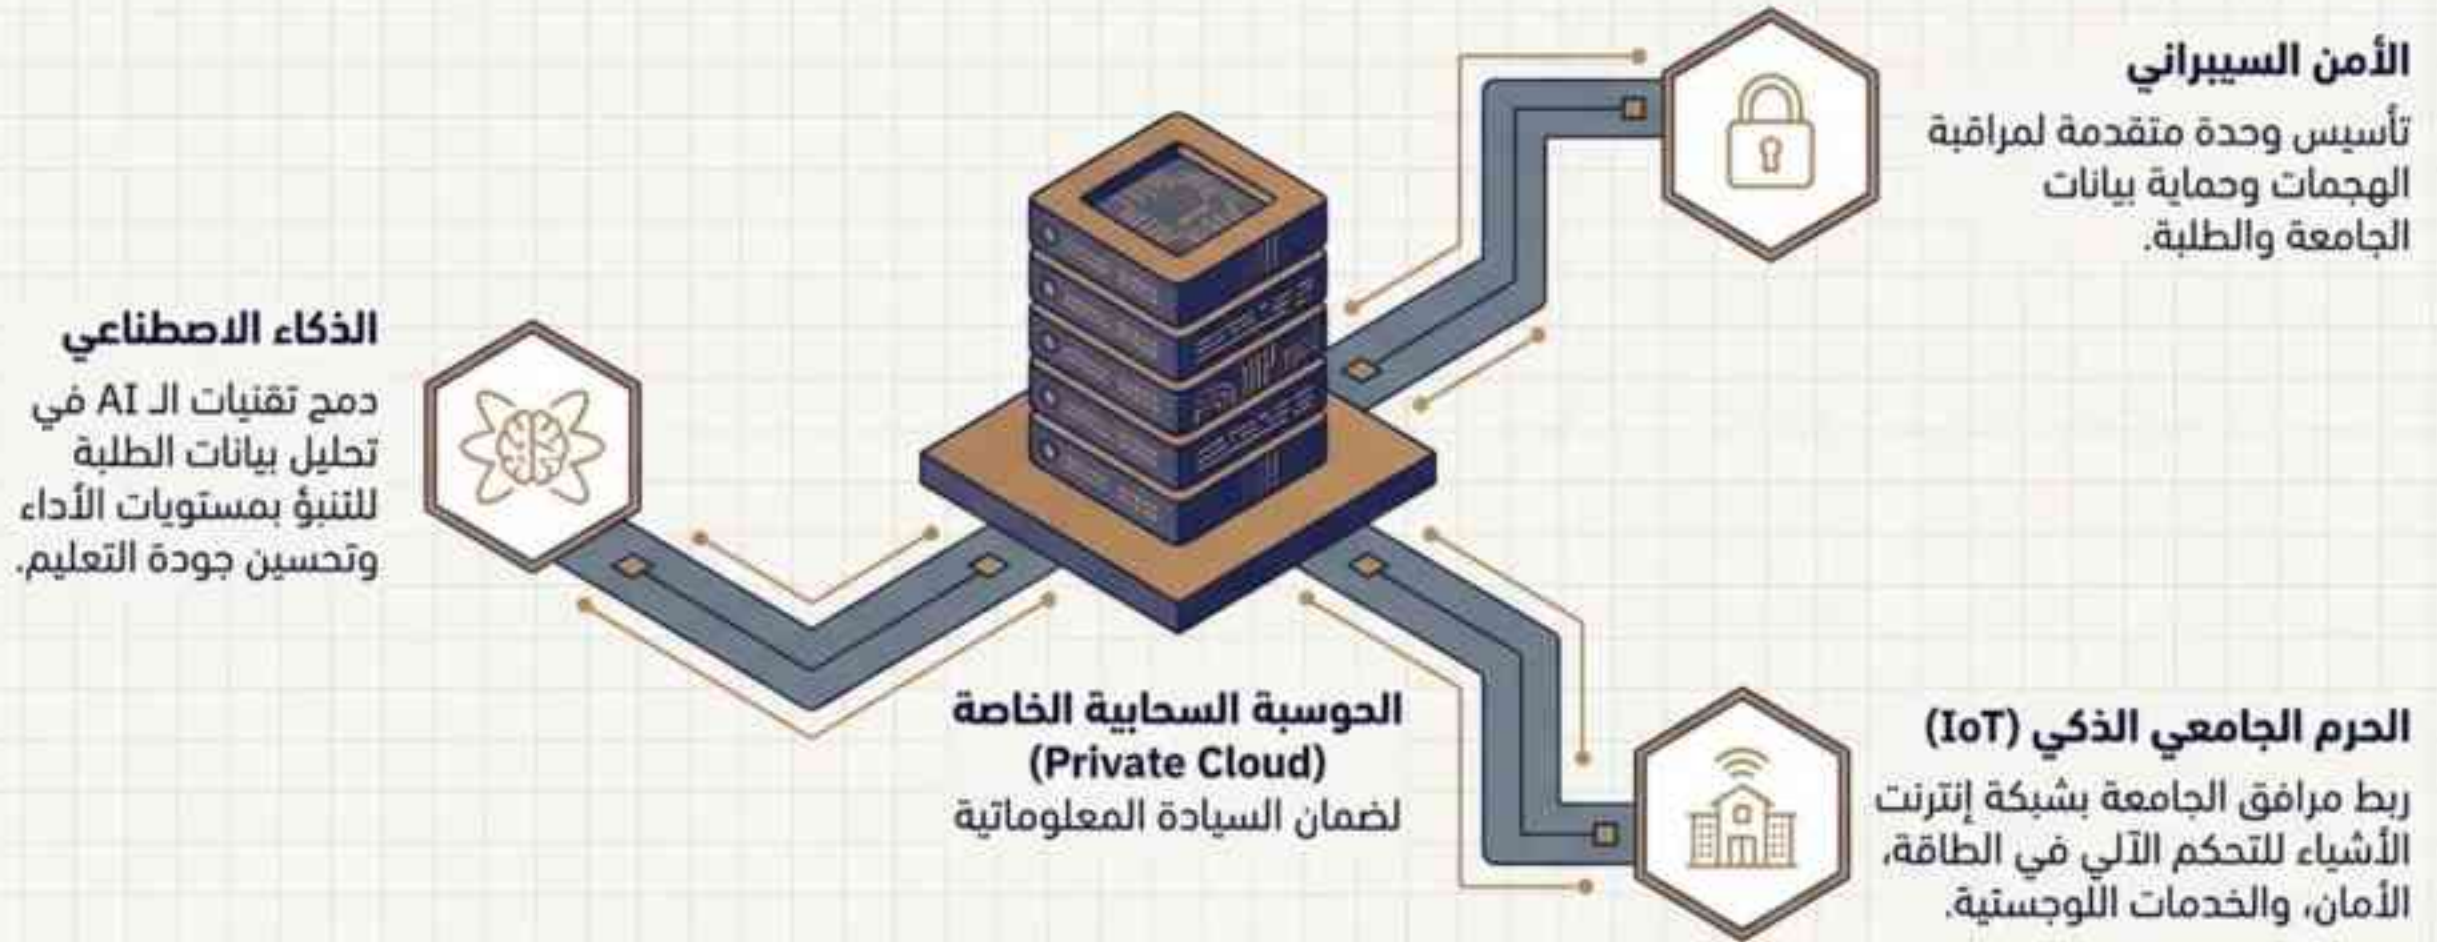 الأمن السيبراني
تأسيس وحدة متقدمة لمراقبة
الهجمات وحماية بيانات
الجامعة والطلبة.
الذكاء الاصطناعي
دمج تقنيات الـ AI في
تحليل بيانات الطلبة
للتنبؤ بمستويات الأداء
وتحسين جودة التعليم.
الحوسبة السحابية الخاصة
(Private Cloud)
لضمان السيادة المعلوماتية
الحرم الجامعي الذكي (IoT)
ربط مرافق الجامعة بشبكة إنترنت
الأشياء للتحكم الآلي في الطاقة،
الأمان، والخدمات اللوجستية.